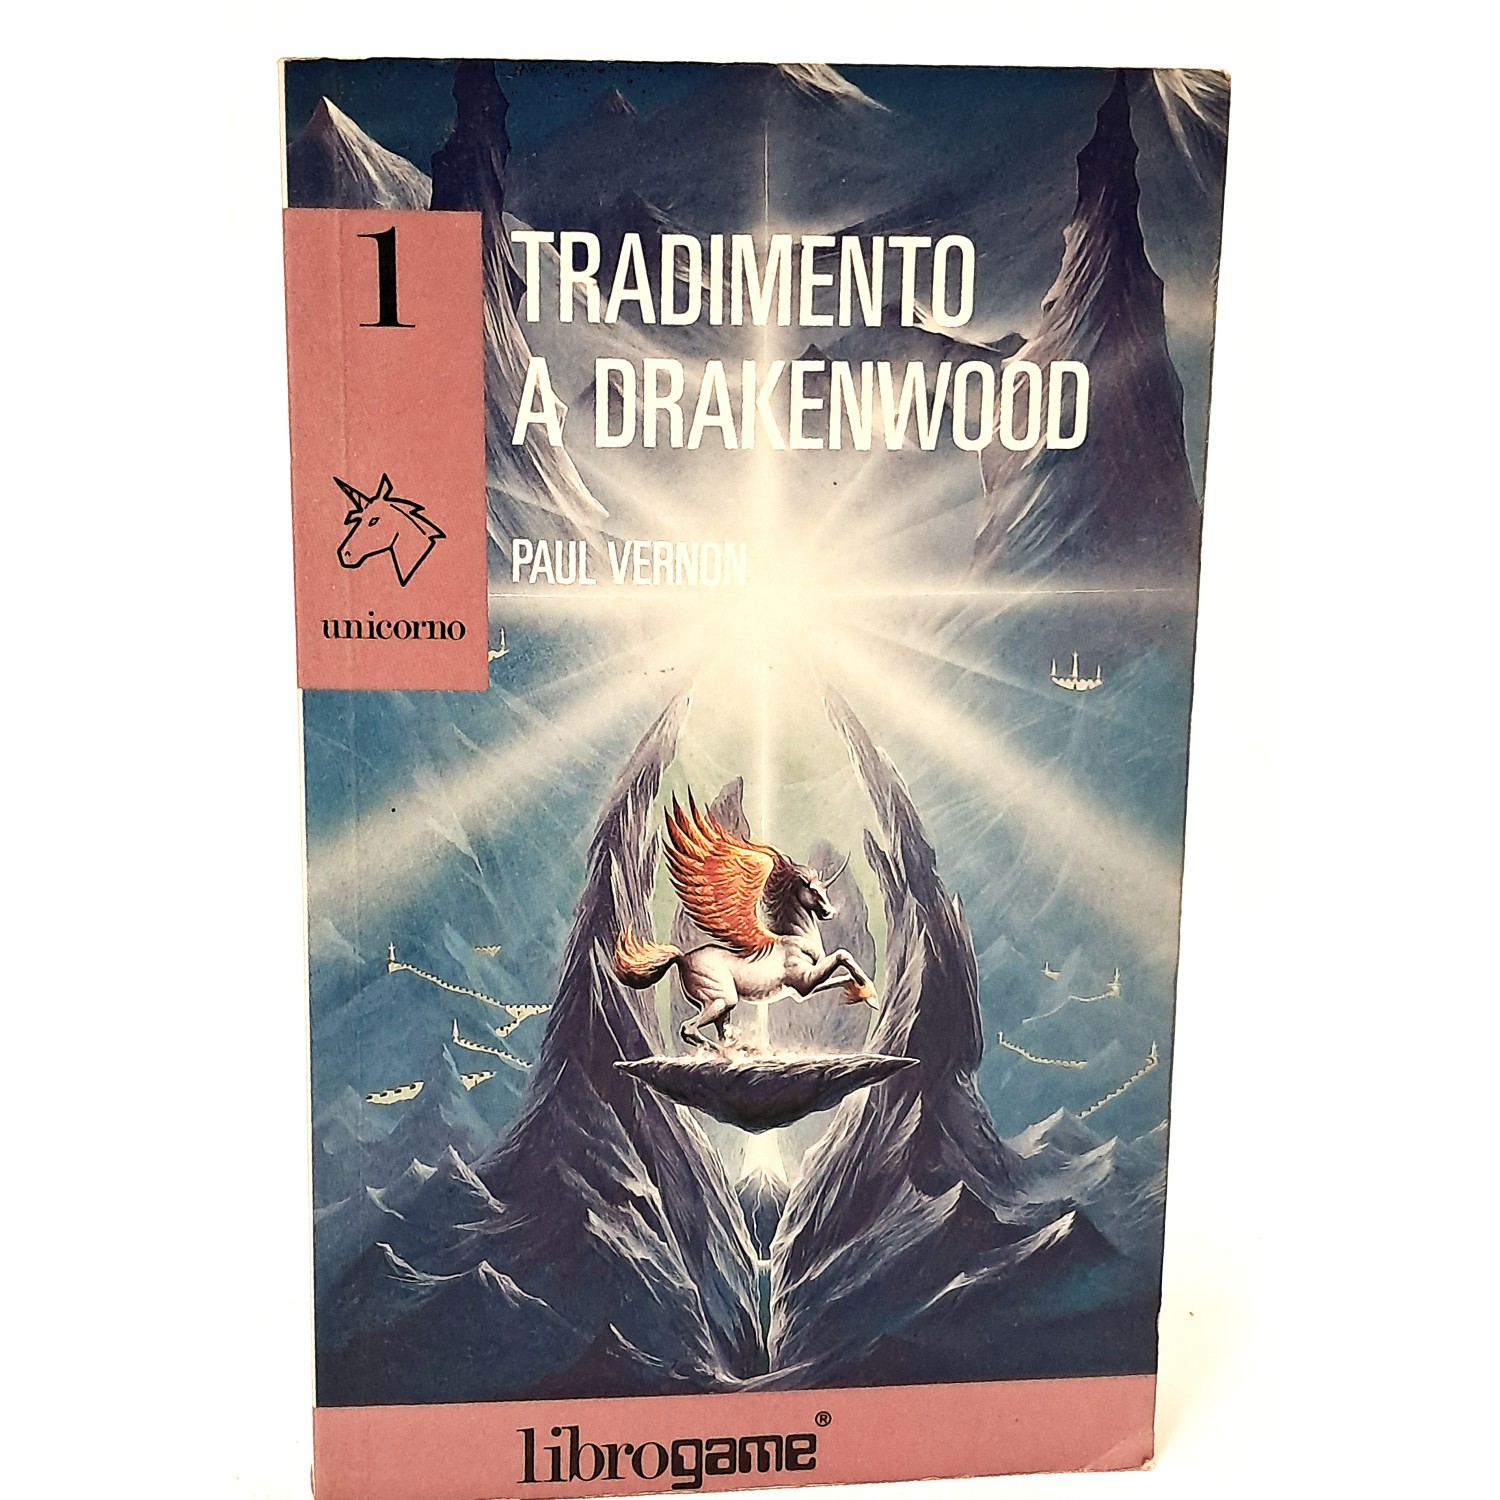 1
TRADIMENTO
A DRAKENWOOD
PAUL VERNON
unicorno
librogame®